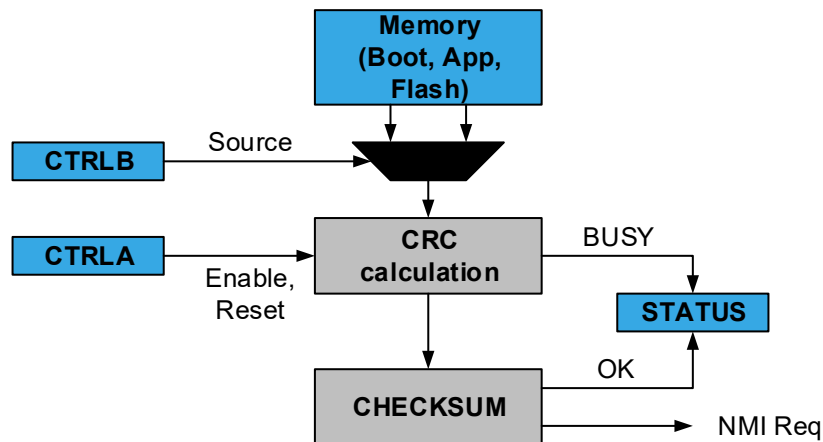 Memory
(Boot, App,
Flash)
CTRLB
Source
CTRLA
Enable,
Reset
CRC
calculation
BUSY
STATUS
CHECKSUM
OK
NMI Req